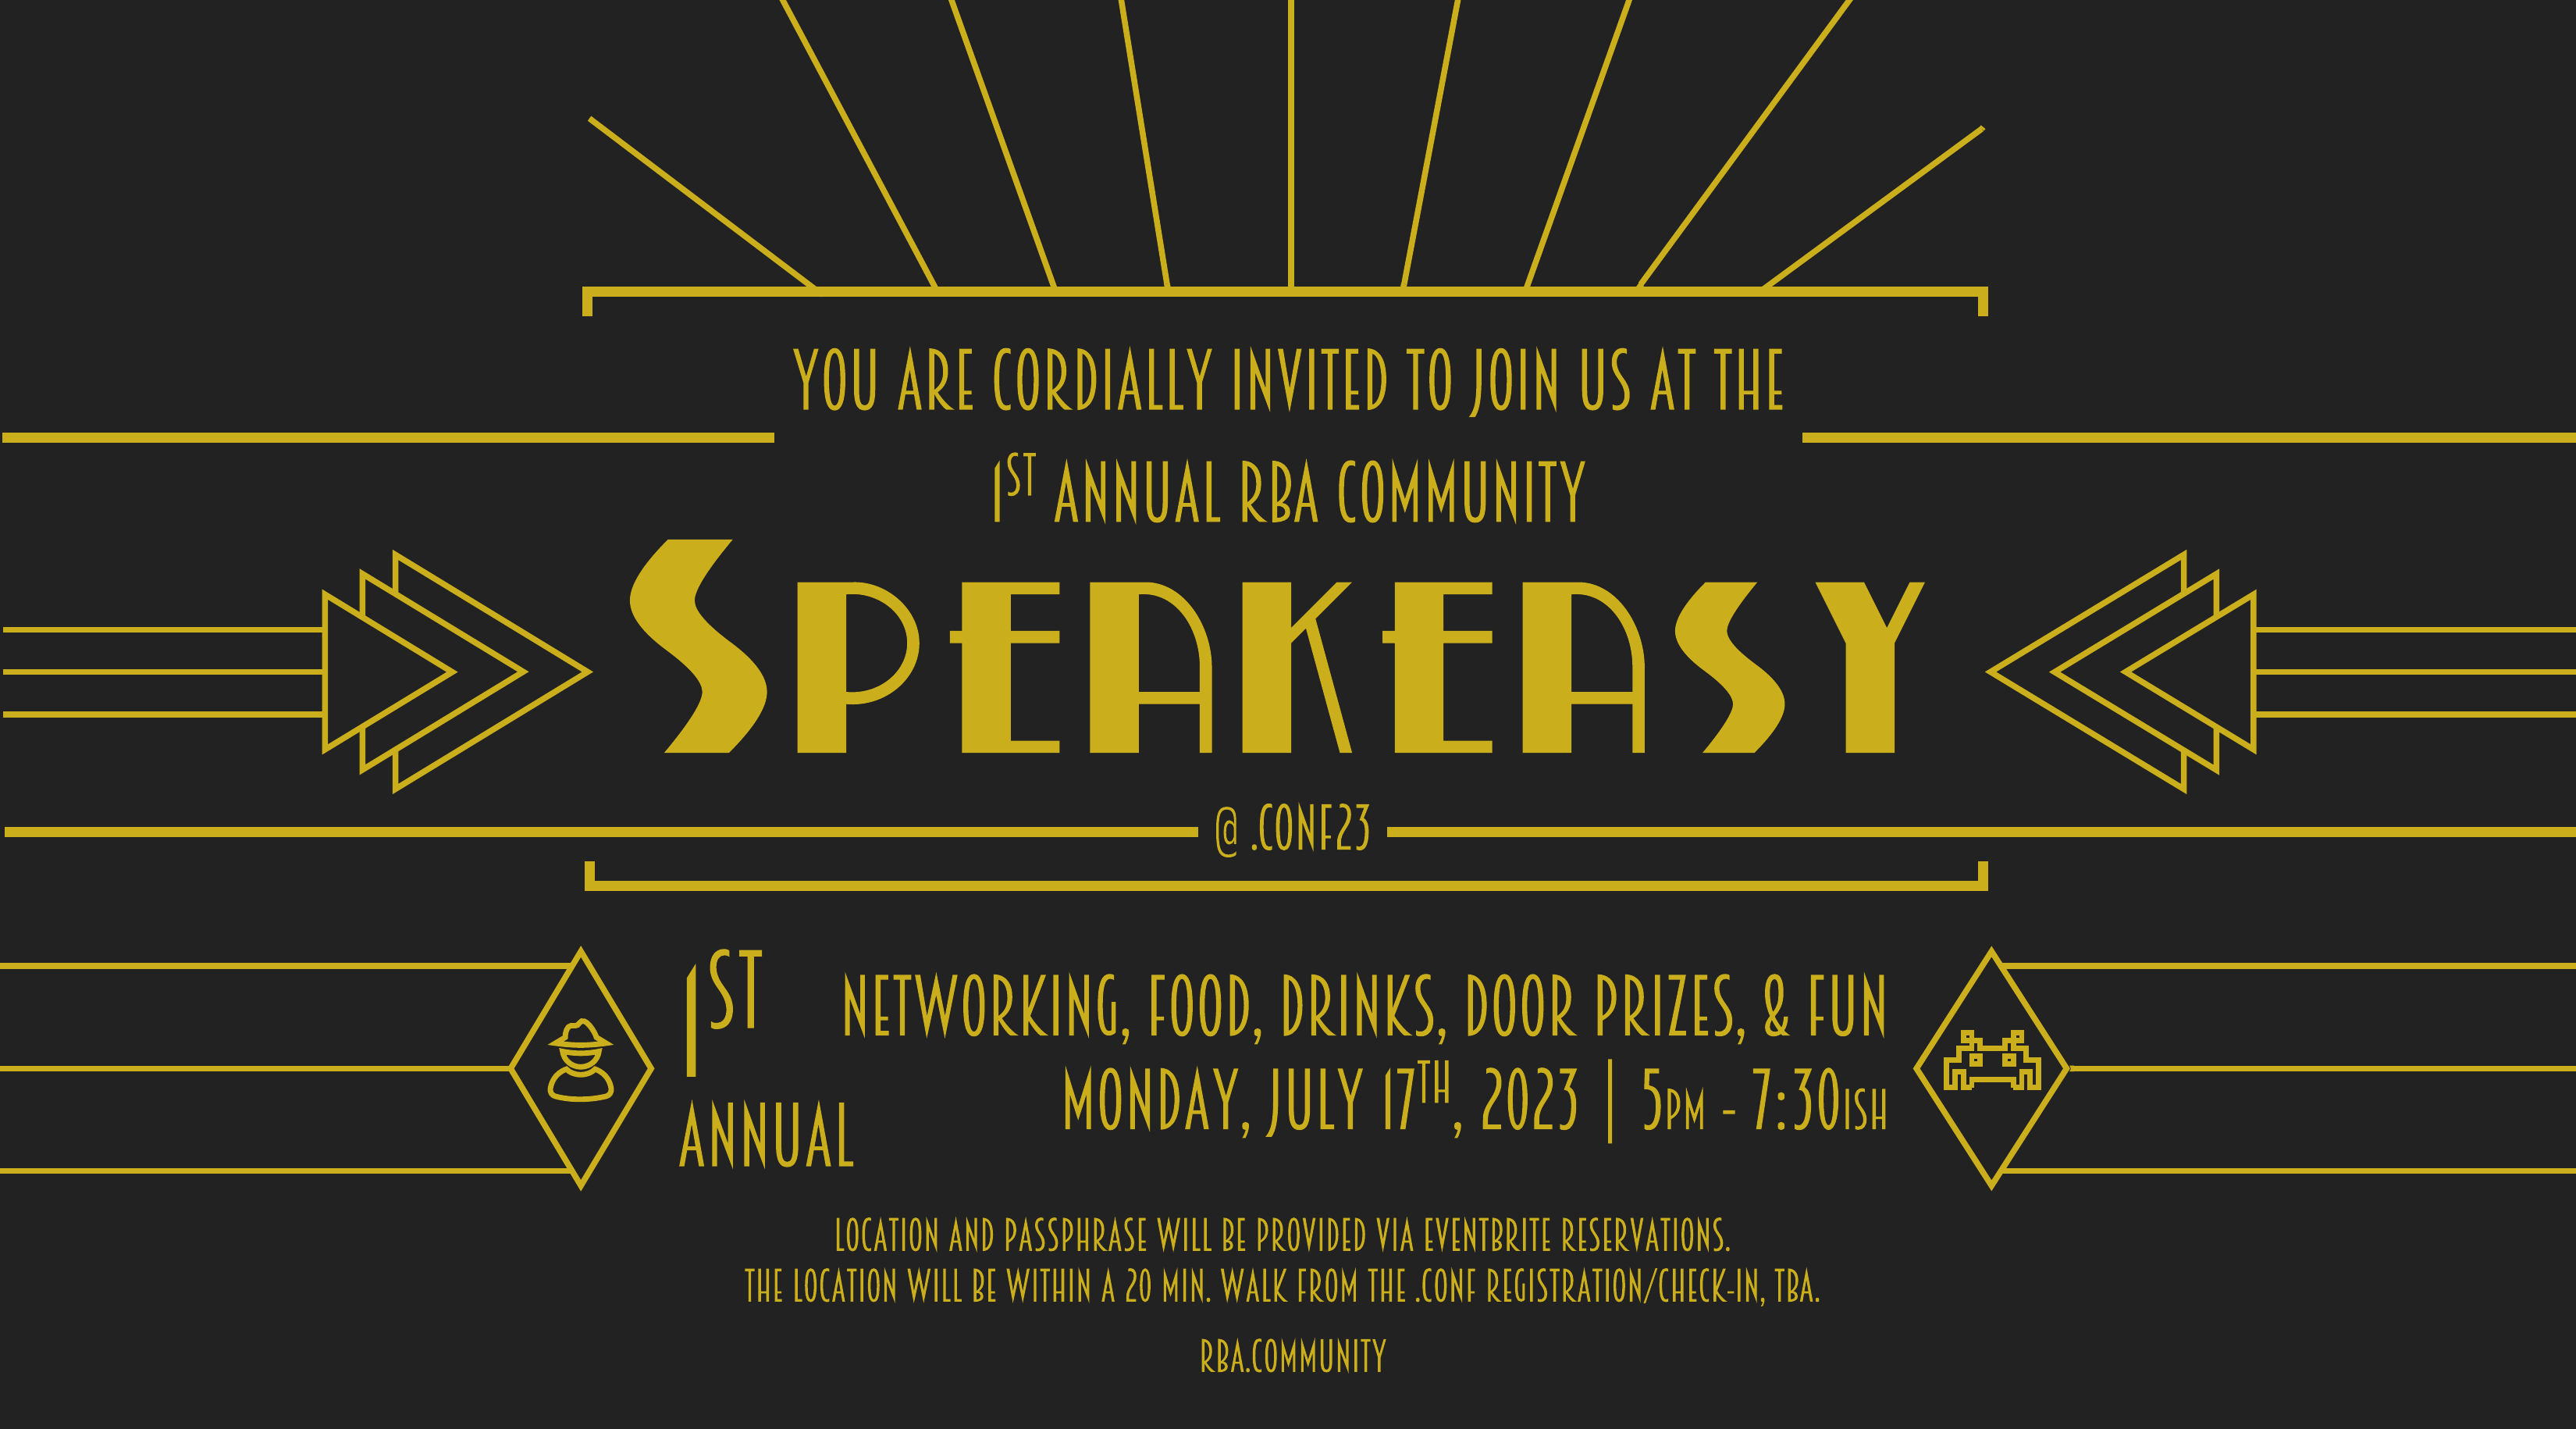 YOU ARE CORDIALLY INVITED TO JOIN US AT THE
1ST ANNUAL RBA COMMUNITY
SPEAKEASY
@ .CONF23
1ST
ANNUAL
NETWORKING, FOOD, DRINKS, DOOR PRIZES, & FUN
MONDAY, JULY 17TH, 2023 | 5PM - 7:30ISH
LOCATION AND PASSPHRASE WILL BE PROVIDED VIA EVENTBRITE RESERVATIONS.
THE LOCATION WILL BE WITHIN A 20 MIN. WALK FROM THE .CONF REGISTRATION/CHECK-IN, TBA.
RBA.COMMUNITY